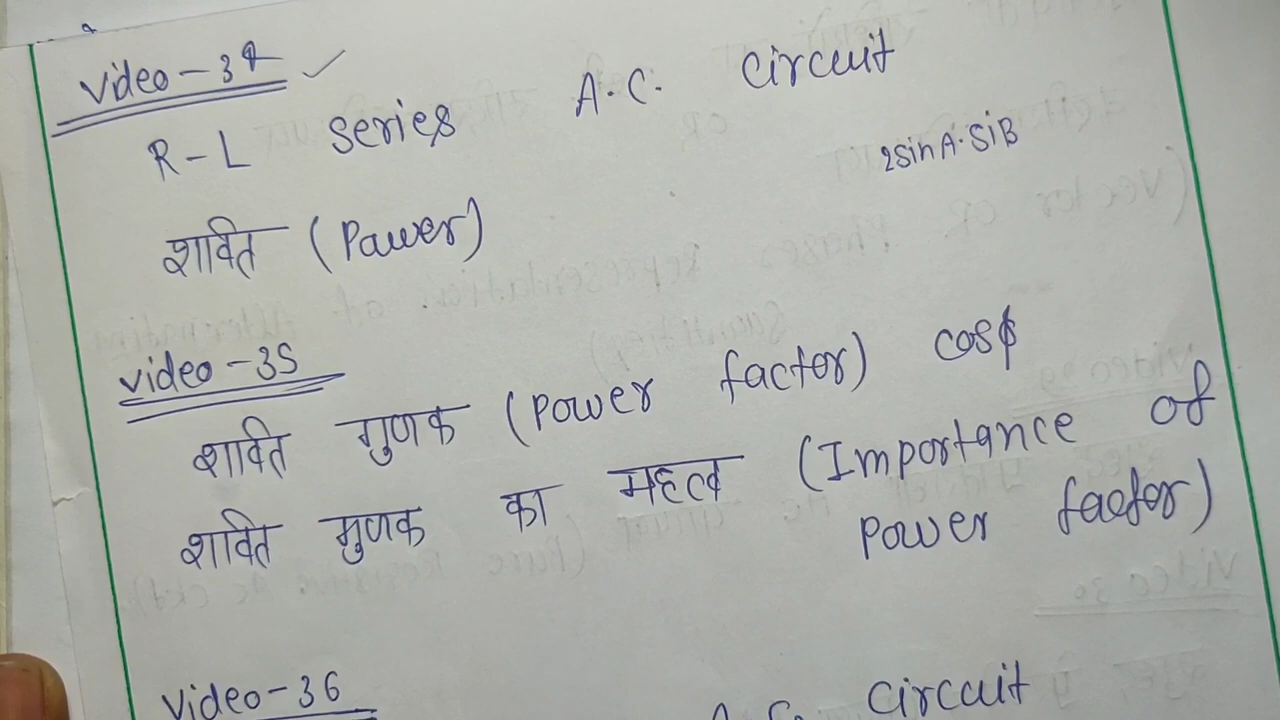 Video-34
R-L series A.C. circuit
2sinA.SiB
शक्ति (Pawer)
Video-35
शक्ति गुणक (Power factor) cosϕ
शक्ति गुणक का महत्व (Importance of
Power factor)
Video-36
A.C. circuit